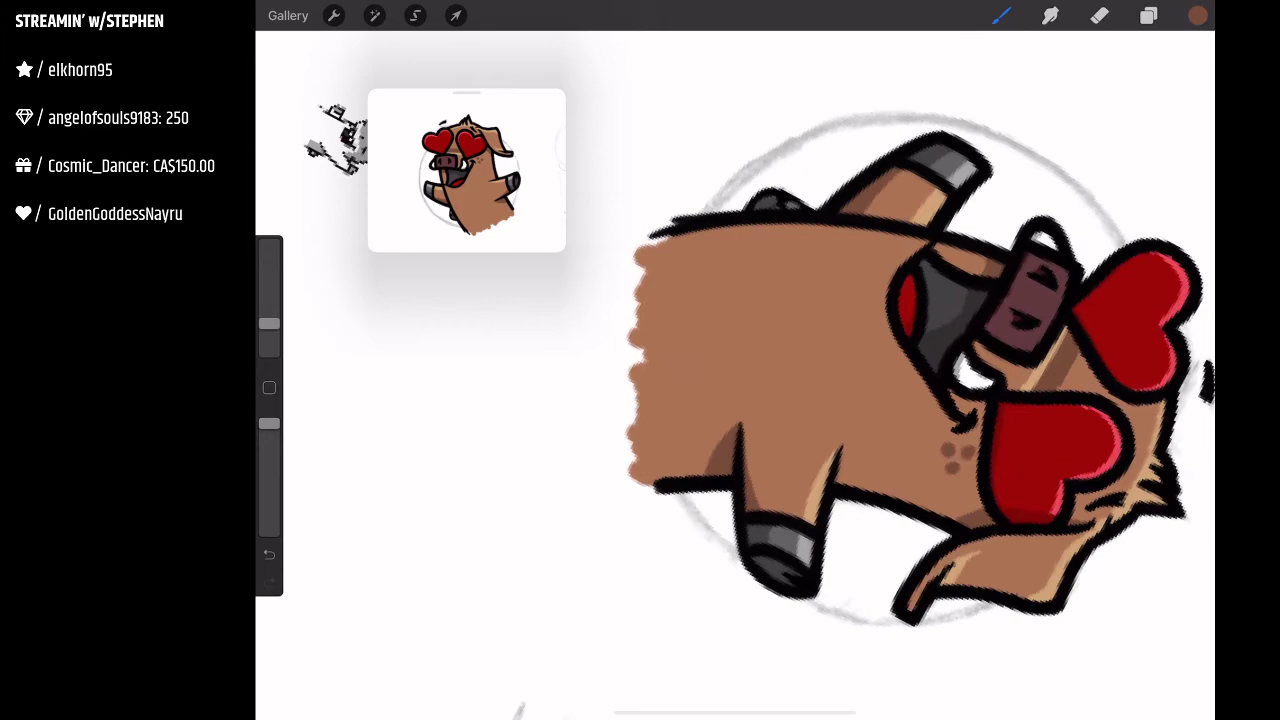 STREAMIN' w/STEPHEN
/ elkhorn95
/ angelofsouls9183: 250
/ Cosmic_Dancer: CA$150.00
/ GoldenGoddessNayru
Gallery